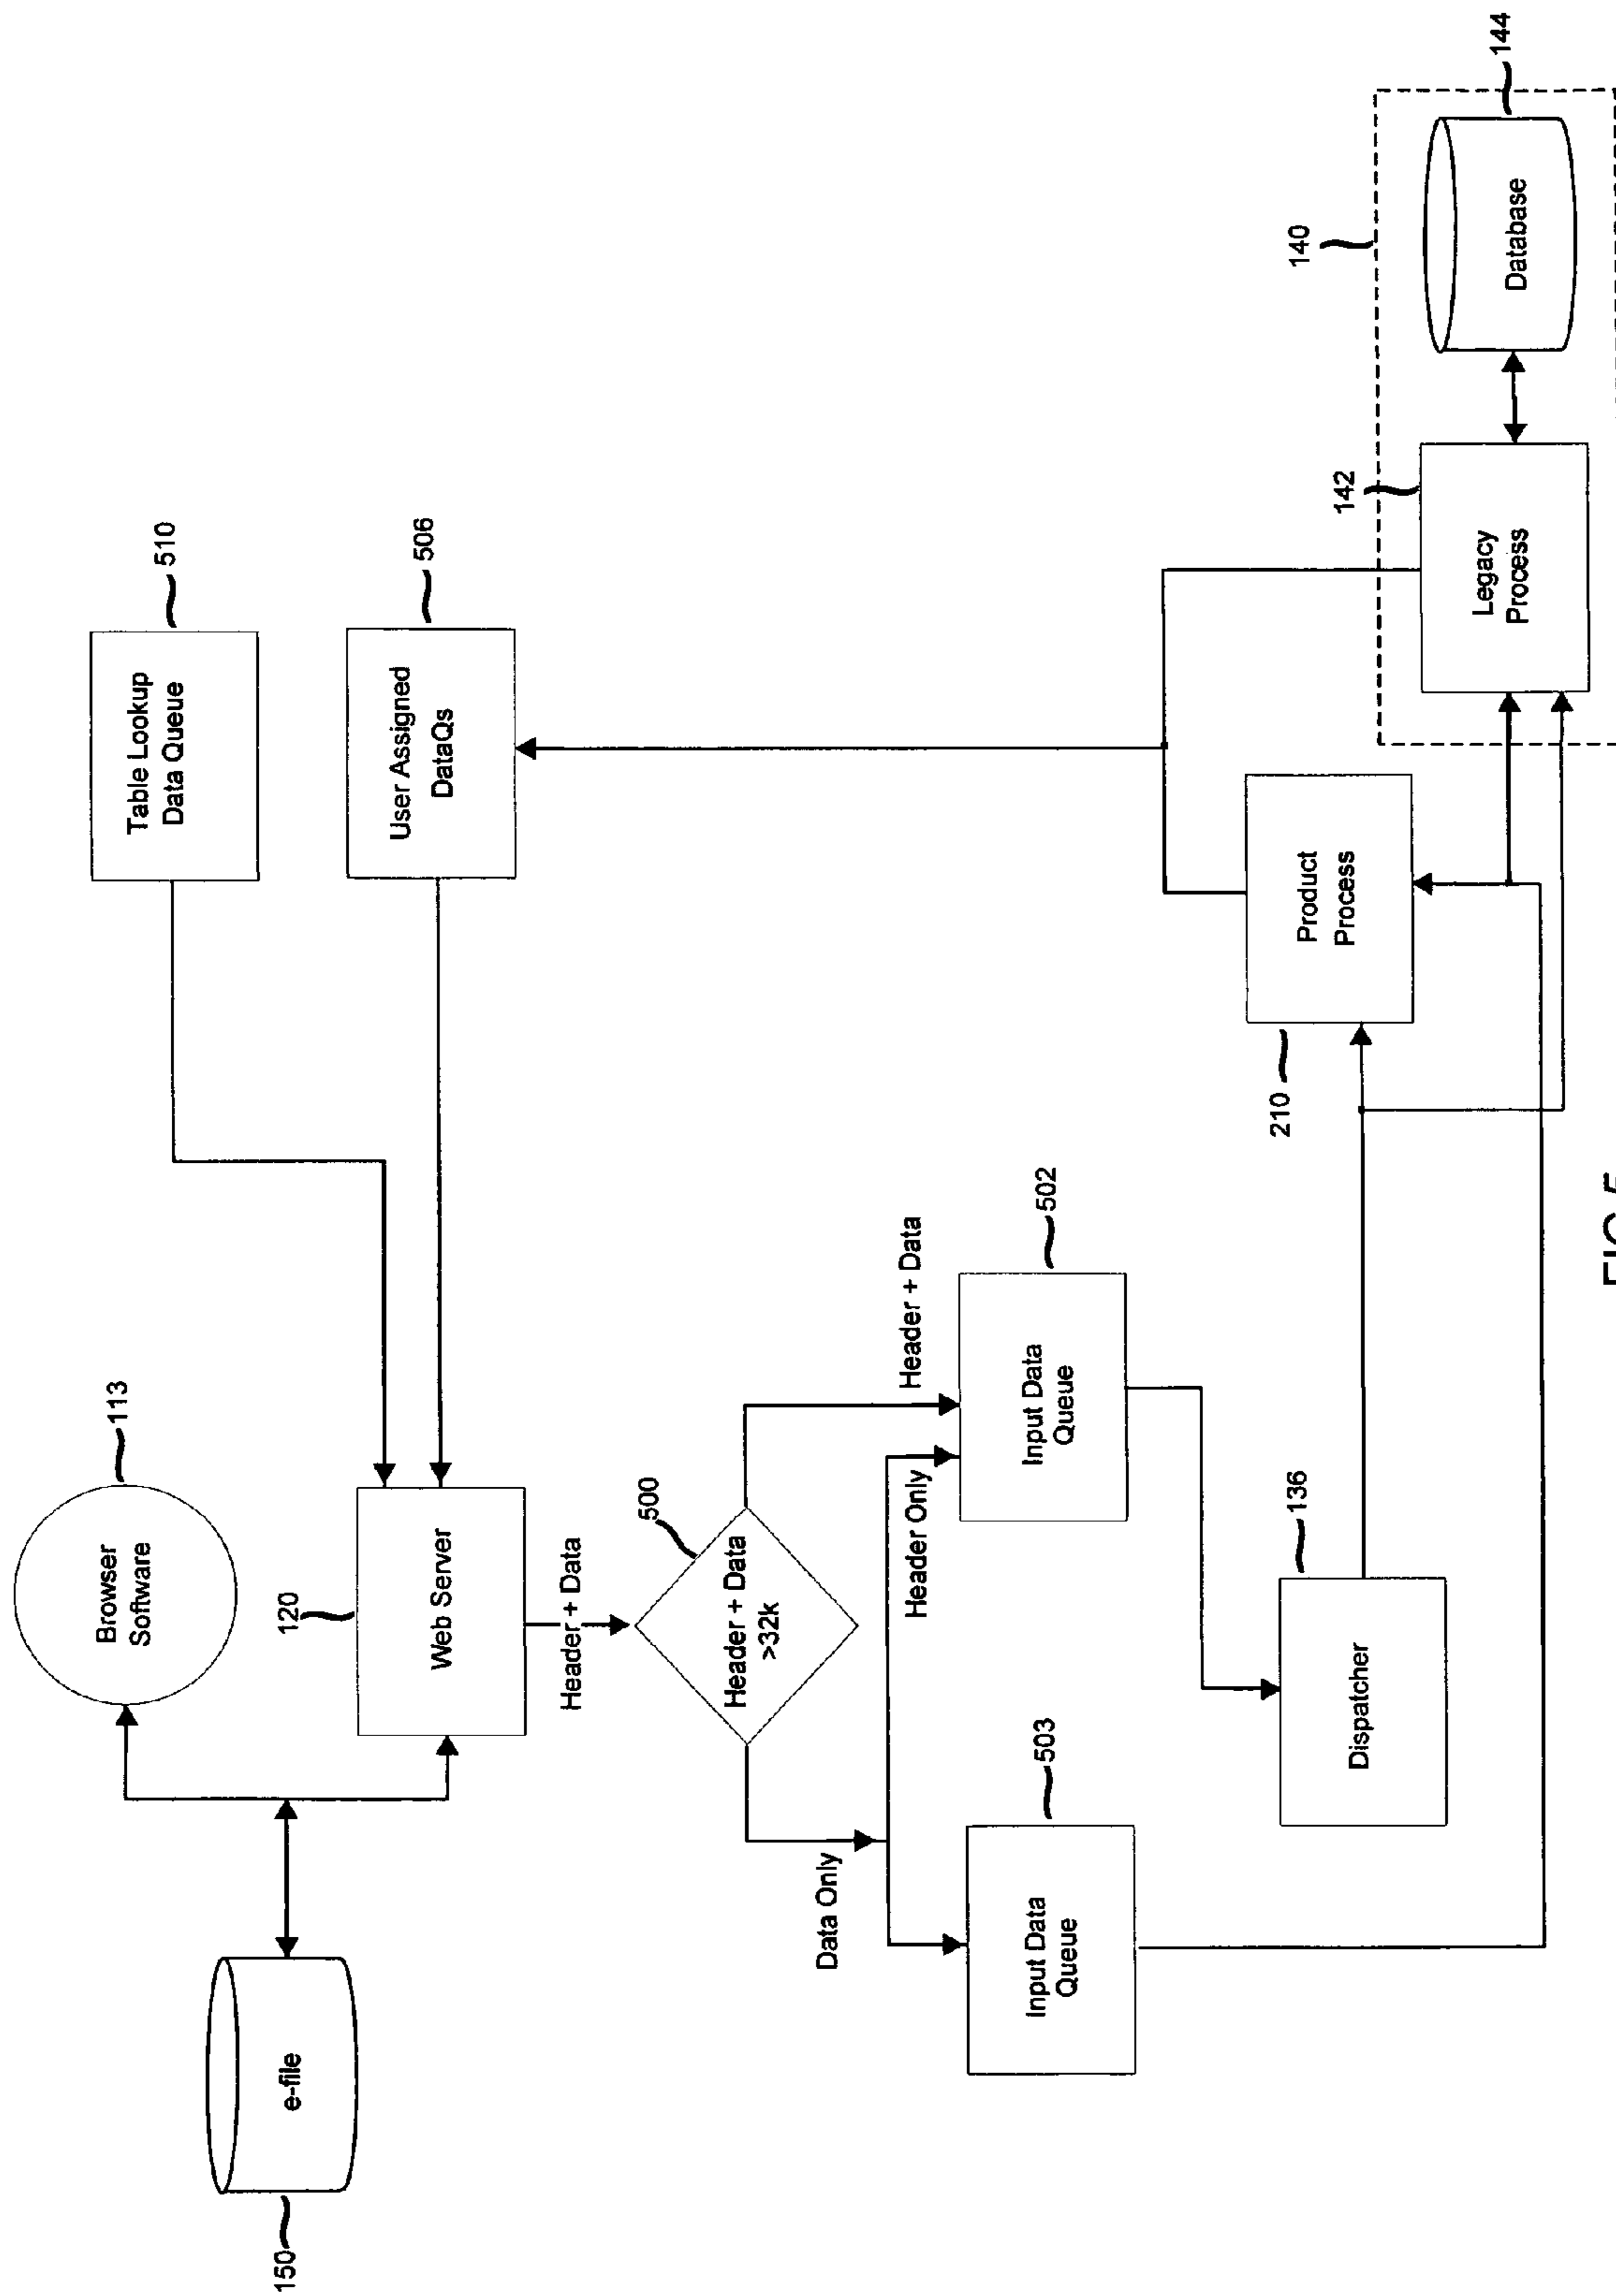 150
e-file
Browser
Software
113
120
Web Server
Header + Data
Table Lookup
Data Queue
510
User Assigned
DataQs
506
500
Header + Data
>32k
Data Only
Header Only
Header + Data
Input Data
Queue
503
Input Data
Queue
502
Dispatcher
136
210
Product
Process
140
142
Legacy
Process
Database
144